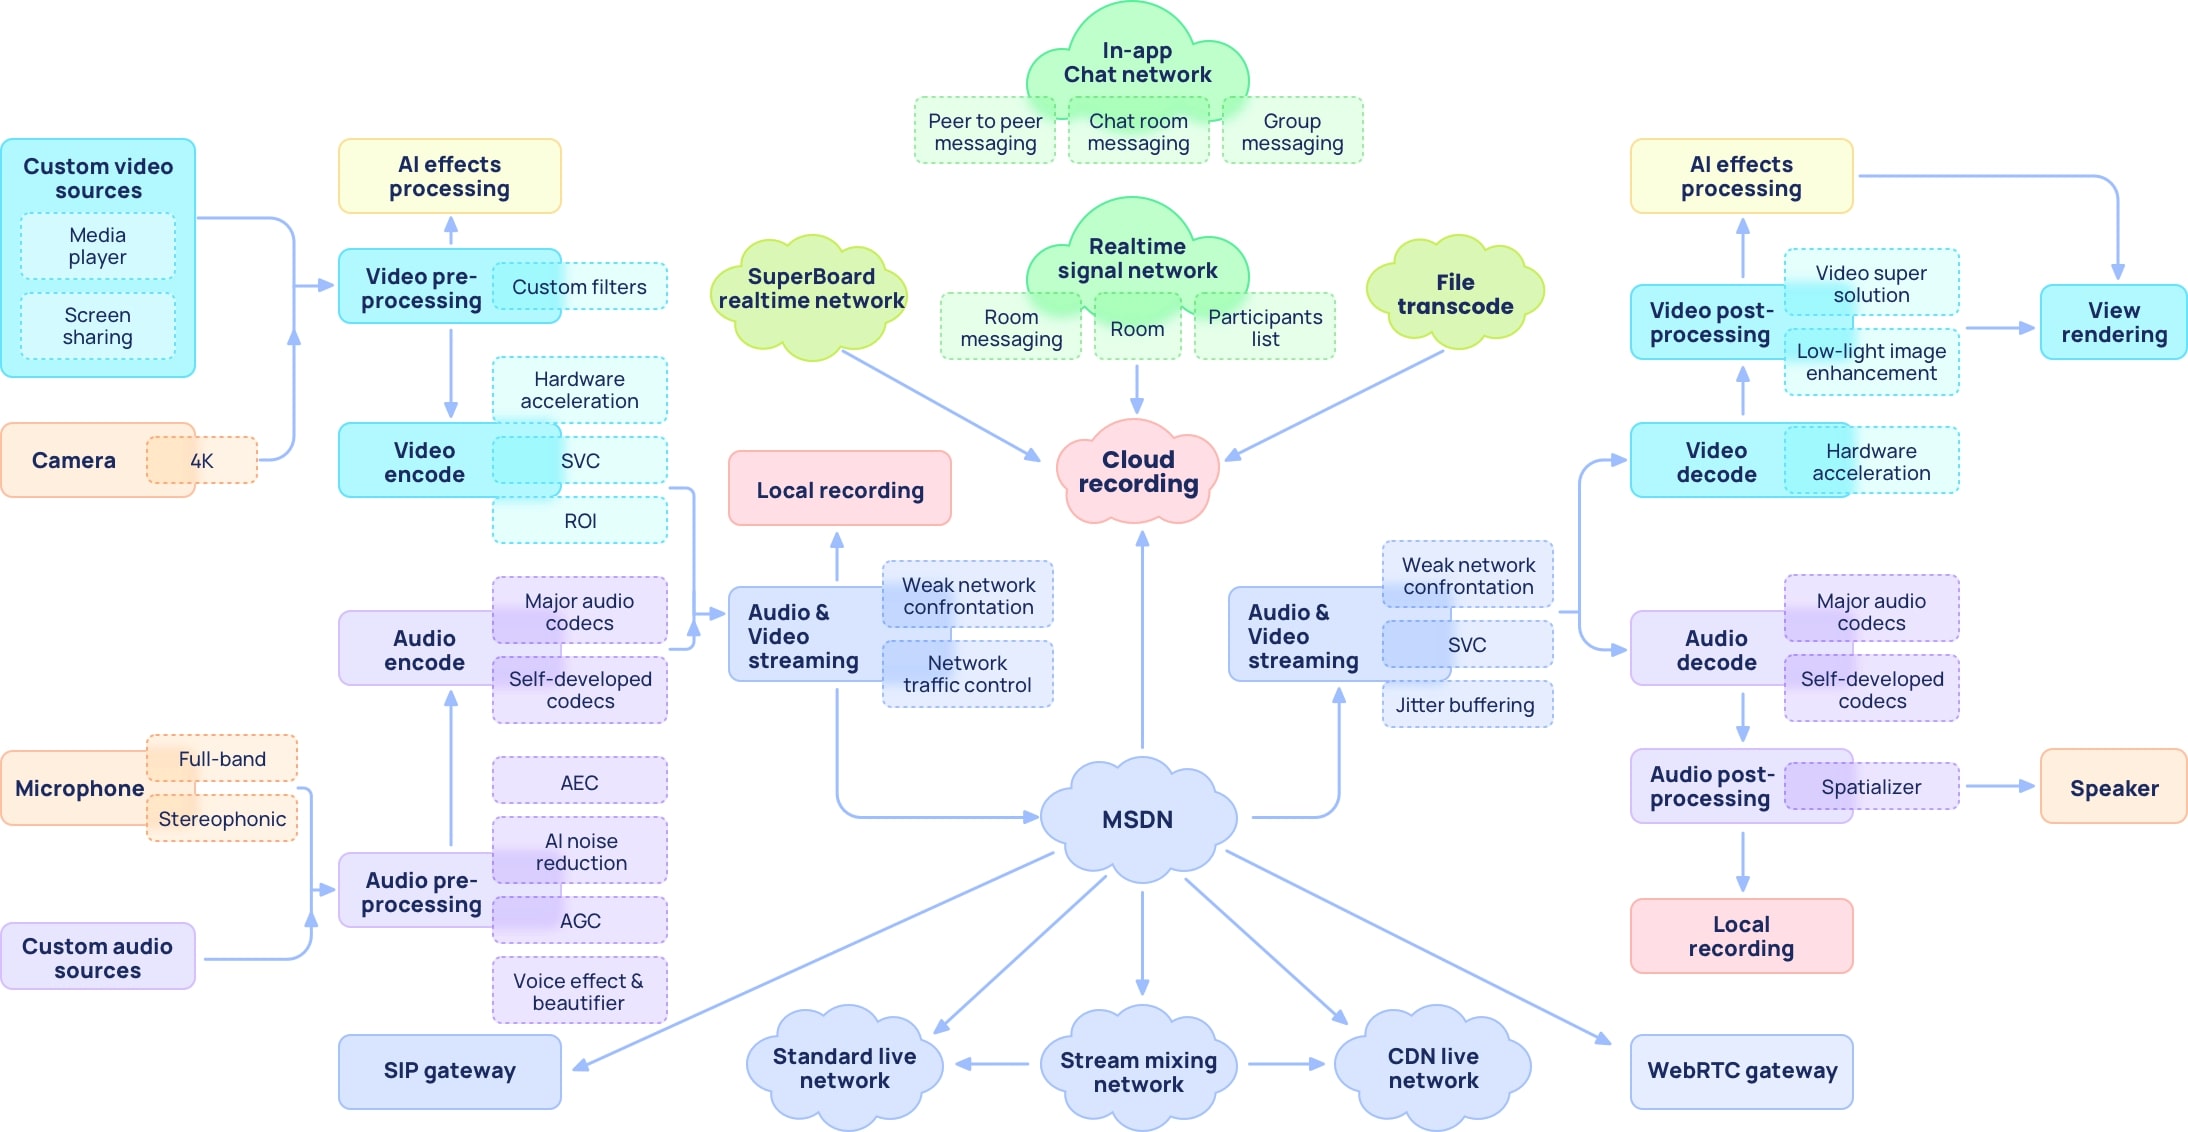 In-app
Chat network
Peer to peer
messaging
Chat room
messaging
Group
messaging
Custom video
sources
Media
player
Screen
sharing
Camera
4K
AI effects
processing
Video pre-
processing
Custom filters
Hardware
acceleration
Video
encode
SVC
ROI
Major audio
codecs
Audio
encode
Self-developed
codecs
Microphone
Full-band
Stereophonic
AEC
AI noise
reduction
Audio pre-
processing
AGC
Voice effect &
beautifier
Custom audio
sources
SIP gateway
SuperBoard
realtime network
Realtime
signal network
Room
messaging
Room
Participants
list
File
transcode
Cloud
recording
Local recording
Audio &
Video
streaming
Weak network
confrontation
Network
traffic control
MSDN
Audio &
Video
streaming
Weak network
confrontation
SVC
Jitter buffering
Standard live
network
Stream mixing
network
CDN live
network
WebRTC gateway
AI effects
processing
Video super
solution
Video post-
processing
Low-light image
enhancement
View
rendering
Video
decode
Hardware
acceleration
Major audio
codecs
Audio
decode
Self-developed
codecs
Audio post-
processing
Spatializer
Speaker
Local
recording